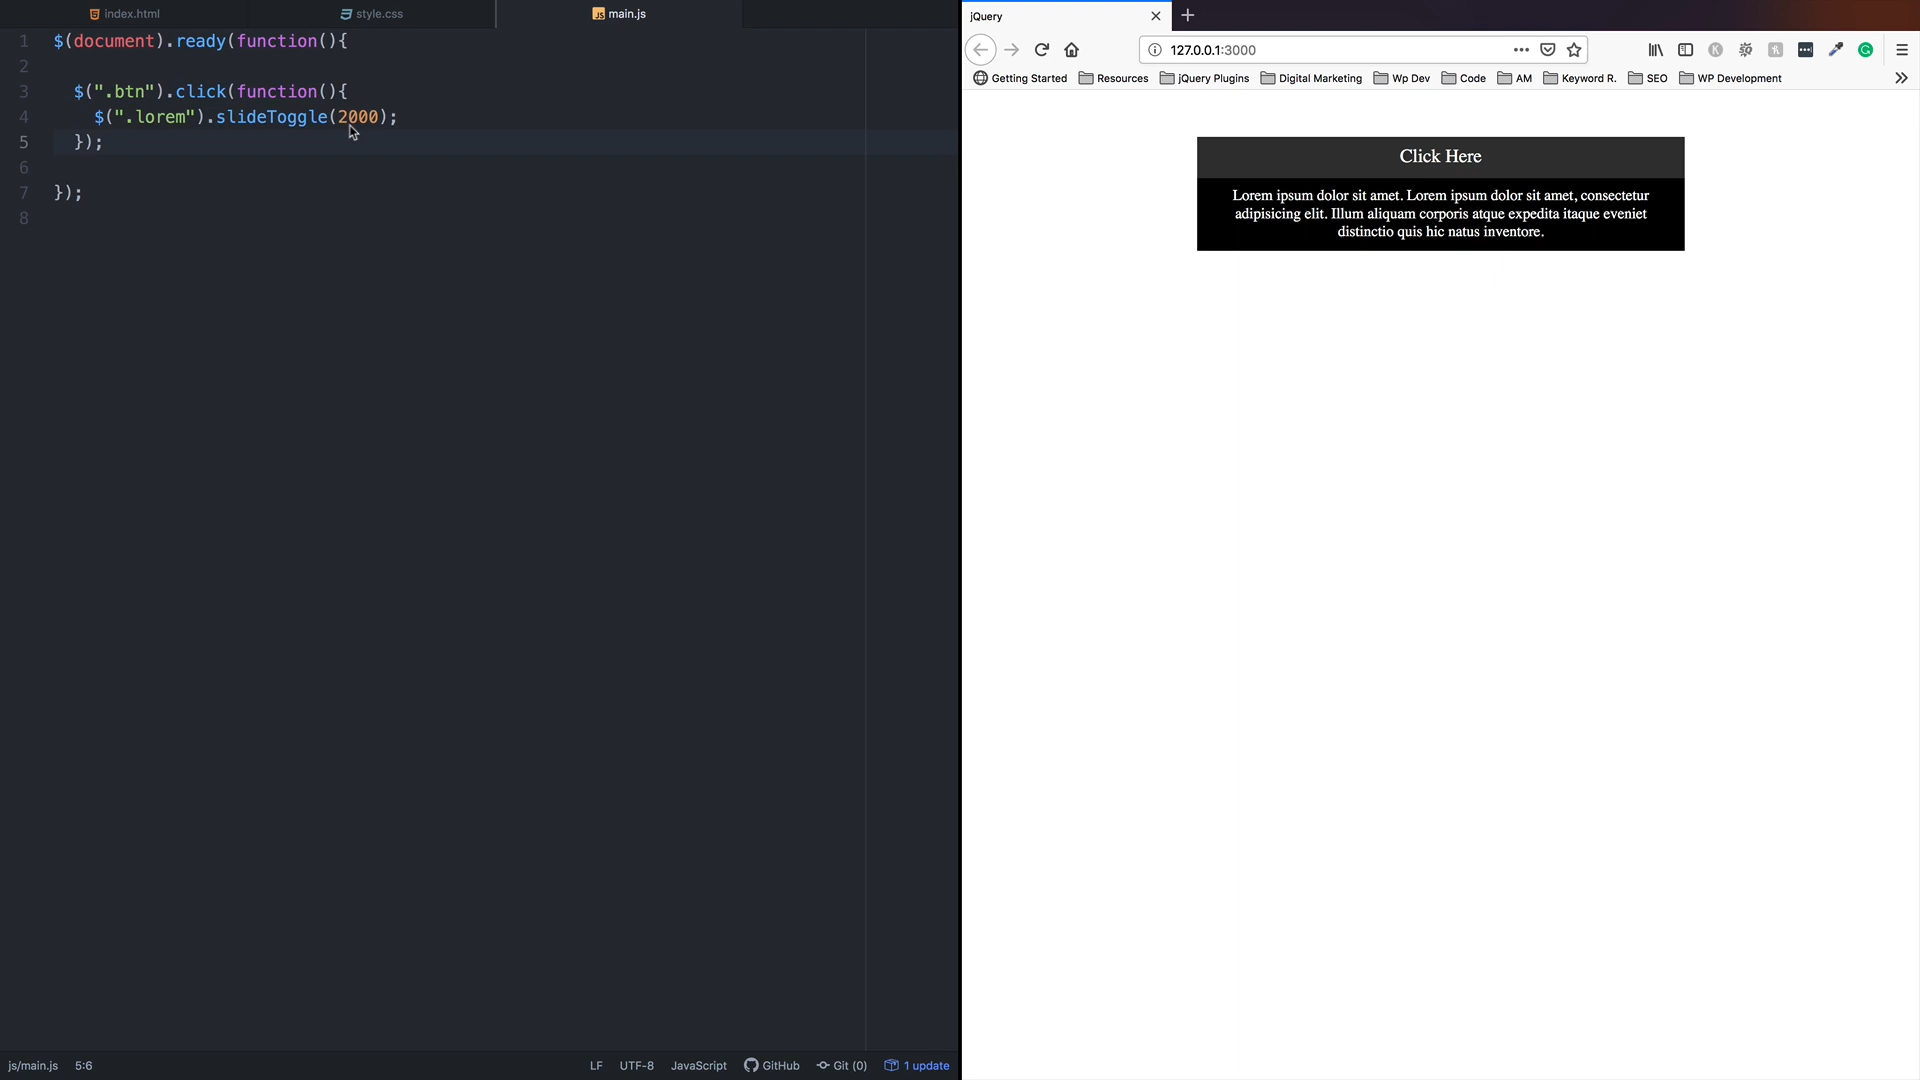 index.html
style.css
main.js
1 $(document).ready(function(){
2
3 $(".btn").click(function(){
4 $(".lorem").slideToggle(2000);
5 });
6
7 });
8
js/main.js 5:6
LF UTF-8 JavaScript GitHub Git (0) 1 update
jQuery
127.0.0.1:3000
Getting Started Resources jQuery Plugins Digital Marketing Wp Dev Code AM Keyword R. SEO WP Development
Click Here
Lorem ipsum dolor sit amet. Lorem ipsum dolor sit amet, consectetur
adipisicing elit. Illum aliquam corporis atque expedita itaque eveniet
distinctio quis hic natus inventore.